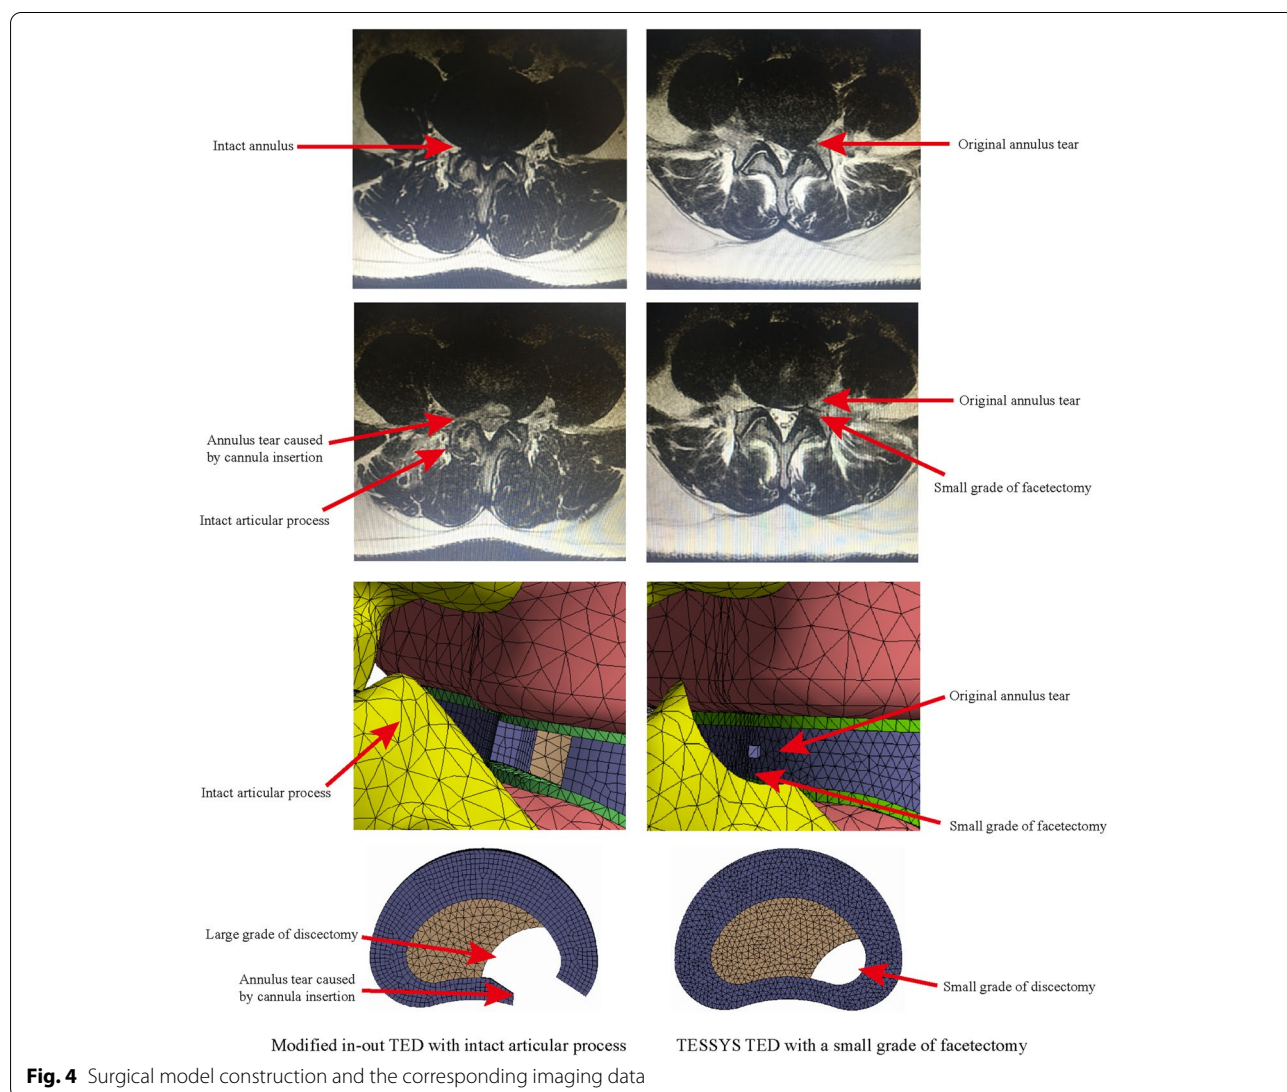 Intact annulus
Original annulus tear
Original annulus tear
Annulus tear caused
by cannula insertion
Small grade of facetectomy
Intact articular process
Original annulus tear
Intact articular process
Small grade of facetectomy
Large grade of discectomy
Annulus tear caused
by cannula insertion
Small grade of discectomy
Modified in-out TED with intact articular process
TESSYS TED with a small grade of facetectomy
Fig. 4 Surgical model construction and the corresponding imaging data